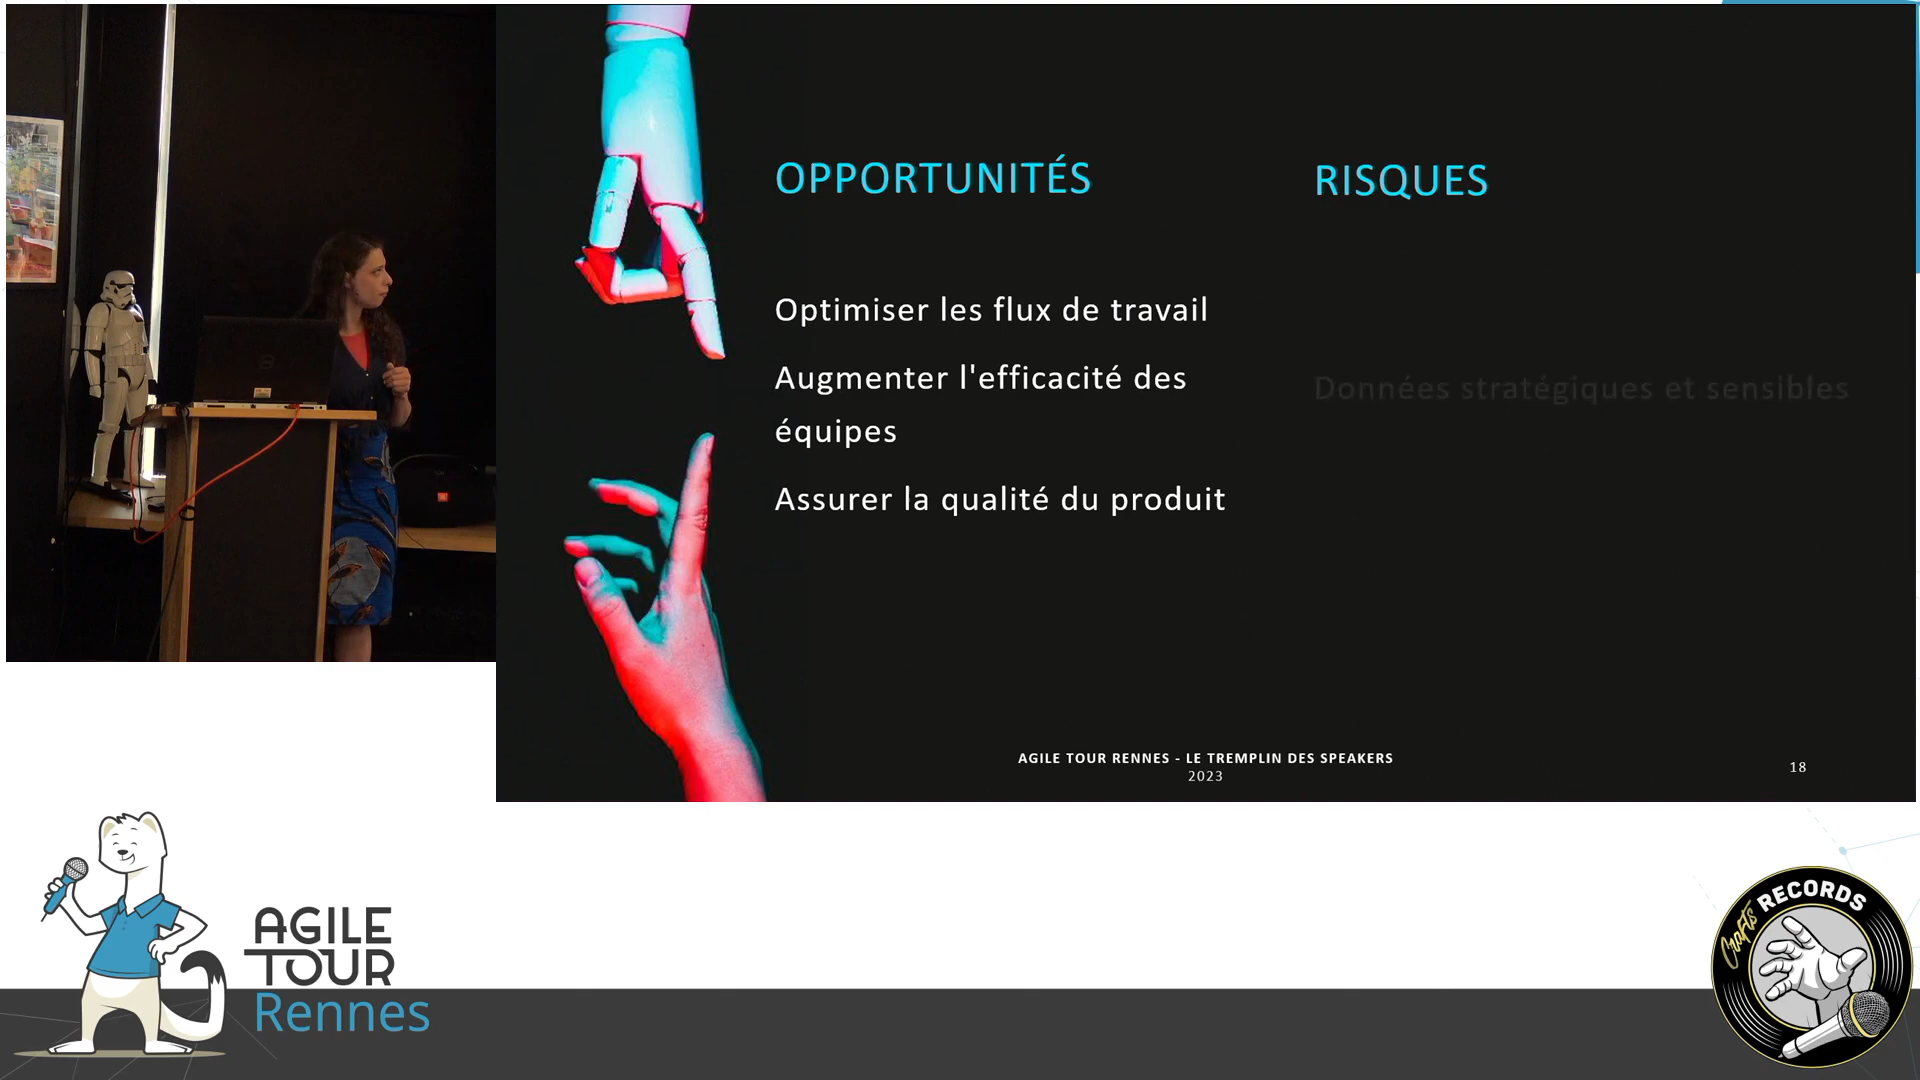 OPPORTUNITÉS
Optimiser les flux de travail
Augmenter l'efficacité des
équipes
Assurer la qualité du produit
RISQUES
Données stratégiques et sensibles
AGILE TOUR RENNES - LE TREMPLIN DES SPEAKERS
2023
18
AGILE
TOUR
Rennes
Crafts RECORDS